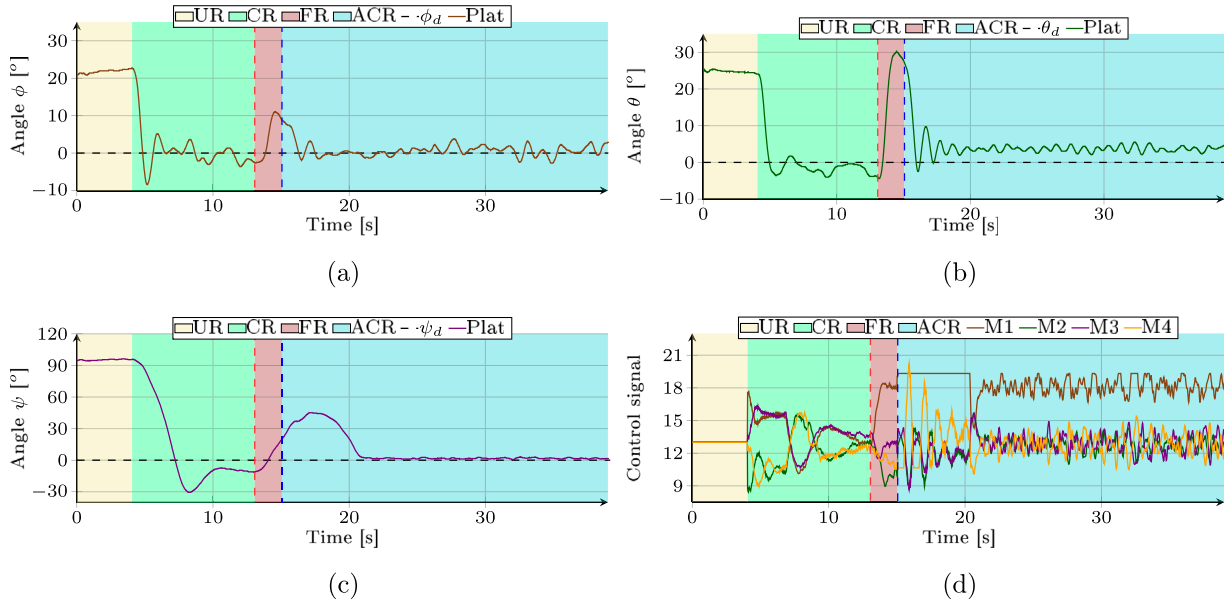 UR CR FR ACR - ·ϕd Plat
30
20
10
0
−10
0 10 20 30
Angle ϕ [o]
Time [s]
(a)
UR CR FR ACR - ·θd Plat
30
20
10
0
−10
0 10 20 30
Angle θ [o]
Time [s]
(b)
UR CR FR ACR - ·ψd Plat
120
90
60
30
0
−30
0 10 20 30
Angle ψ [o]
Time [s]
(c)
UR CR FR ACR M1 M2 M3 M4
21
18
15
12
9
0 10 20 30
Control signal
Time [s]
(d)